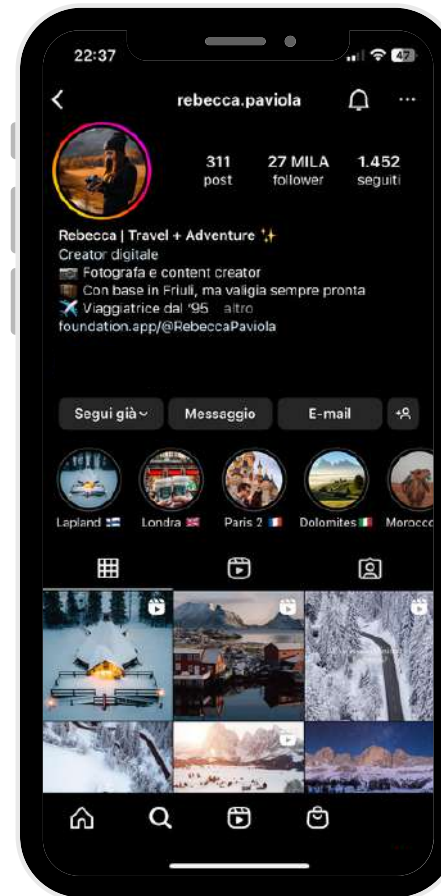 22:37
47
rebecca.paviola
311 27 MILA 1.452
post follower seguiti
Rebecca | Travel + Adventure ✨
Creator digitale
📷 Fotografa e content creator
Con base in Friuli, ma valigia sempre pronta
✈️ Viaggiatrice dal '95 altro
foundation.app/@RebeccaPaviola
Segui già Messaggio E-mail
Lapland 🇫🇮 Londra 🇬🇧 Paris 2 🇫🇷 Dolomites 🇮🇹 Morocco